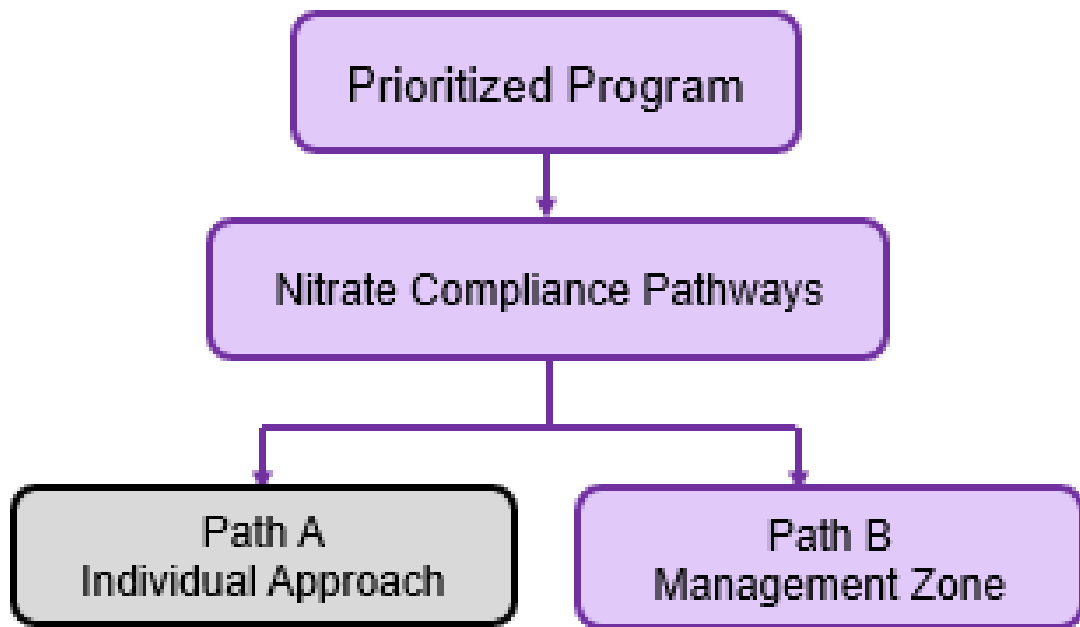 Prioritized Program
Nitrate Compliance Pathways
Path A
Individual Approach
Path B
Management Zone